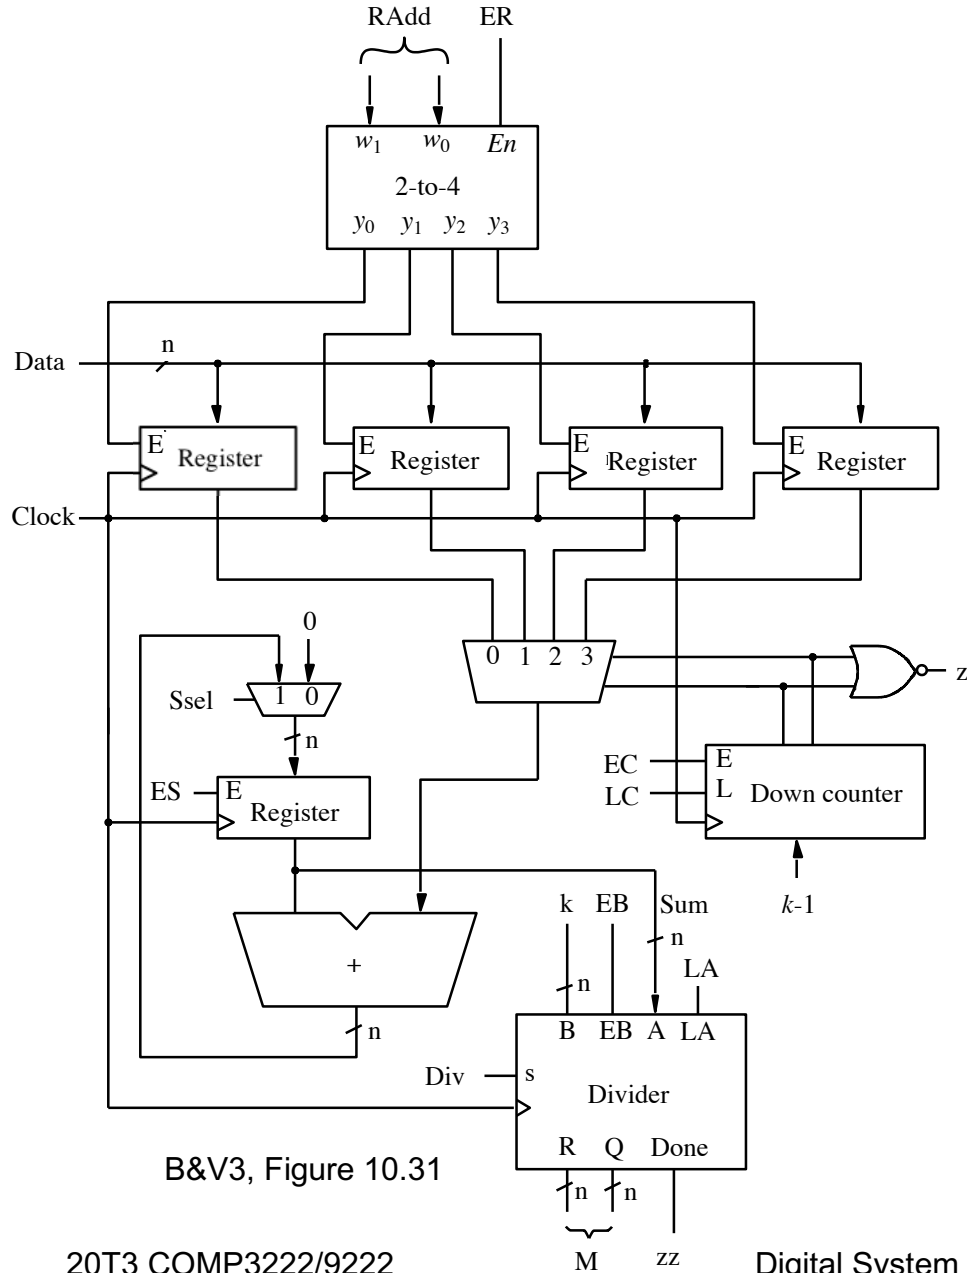 RAdd ER
w1 w0 En
2-to-4
y0 y1 y2 y3
Data n
E Register E Register E Register E Register
Clock
0
0 1 2 3
z
Ssel 1 0
n
EC E
LC L Down counter
ES E Register
k-1
k EB Sum
n
n LA
+
n
B EB A LA
Div s
Divider
R Q Done
n n
B&V3, Figure 10.31
M zz
20T3 COMP3222/9222 Digital System